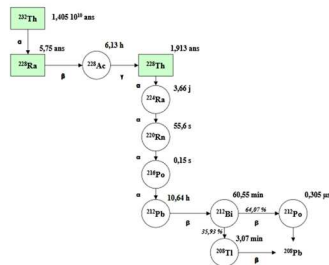 ²³²Th 1,405 10¹⁰ ans
α
5,75 ans 6,13 h 1,913 ans
²²⁸Ra ²²⁸Ac ²²⁸Th
β γ
α 3,66 j
²²⁴Ra
α 55,6 s
²²⁰Rn
α 0,15 s
²¹⁶Po
α 10,64 h 60,55 min 0,305 µs
²¹²Pb ²¹²Bi 64,07 % ²¹²Po
β β
35,93 % 3,07 min
²⁰⁸Tl ²⁰⁸Pb
β